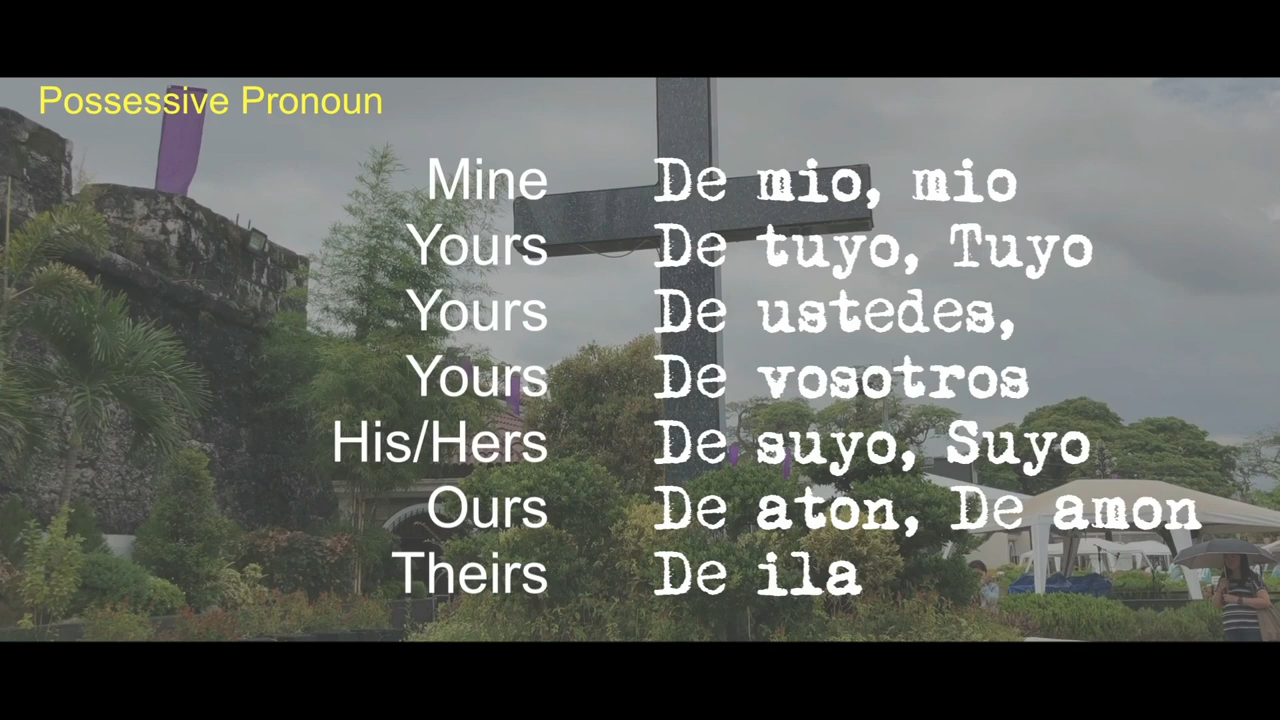 Possessive Pronoun
Mine De mio, mio
Yours De tuyo, Tuyo
Yours De ustedes,
Yours De vosotros
His/Hers De suyo, Suyo
Ours De aton, De amon
Theirs De ila